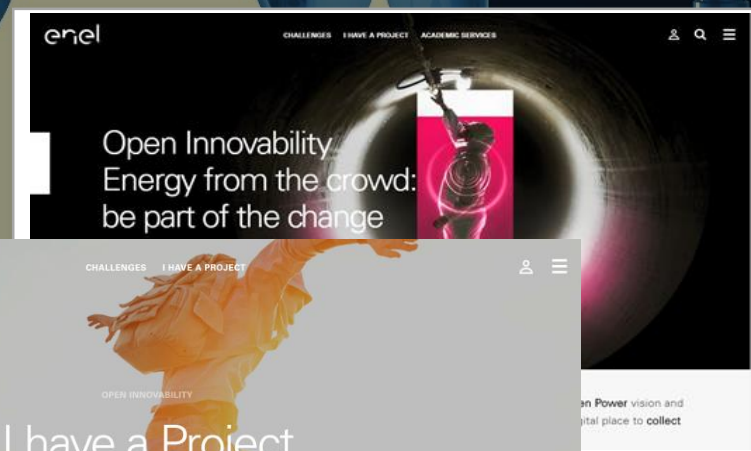 enel
CHALLENGES I HAVE A PROJECT ACADEMIC SERVICES
Open Innovability
Energy from the crowd:
be part of the change
CHALLENGES I HAVE A PROJECT
OPEN INNOVABILITY
I have a Project
en Power vision and
gital place to collect